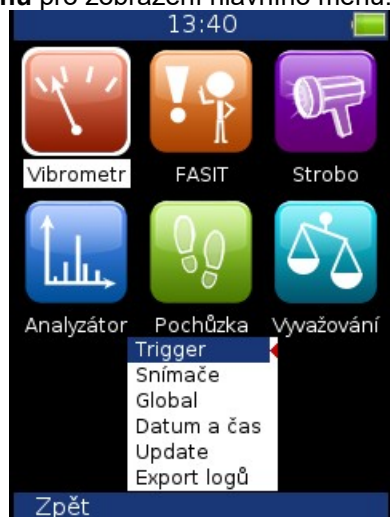 nu pro zobrazení hlavního menu.
13:40
Vibrometr FASIT Strobo
Analyzátor Pochůzka Vyvažování
Trigger
Snímače
Global
Datum a čas
Update
Export logů
Zpět